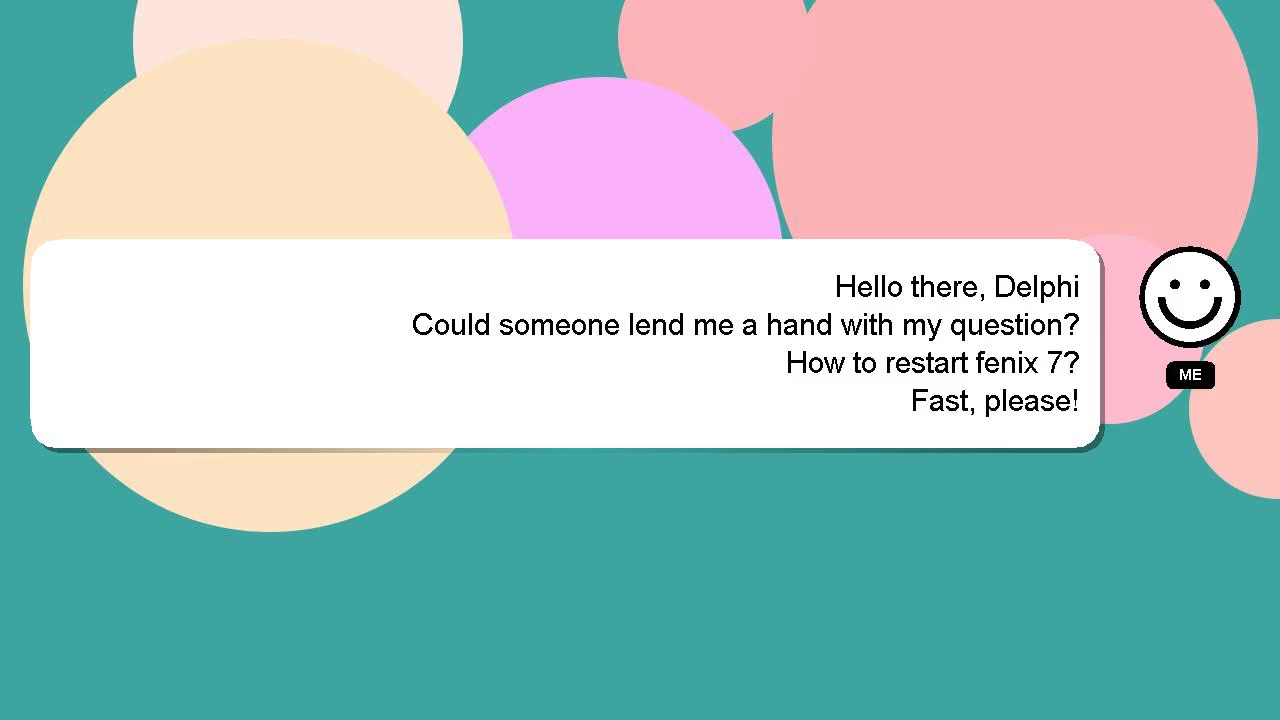 Hello there, Delphi
Could someone lend me a hand with my question?
How to restart fenix 7?
Fast, please!
ME